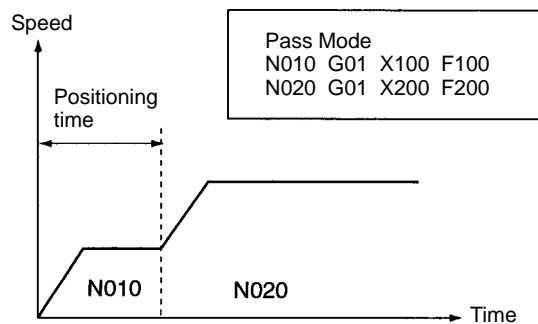 Speed
Pass Mode
N010 G01 X100 F100
N020 G01 X200 F200
Positioning
time
N010
N020
Time